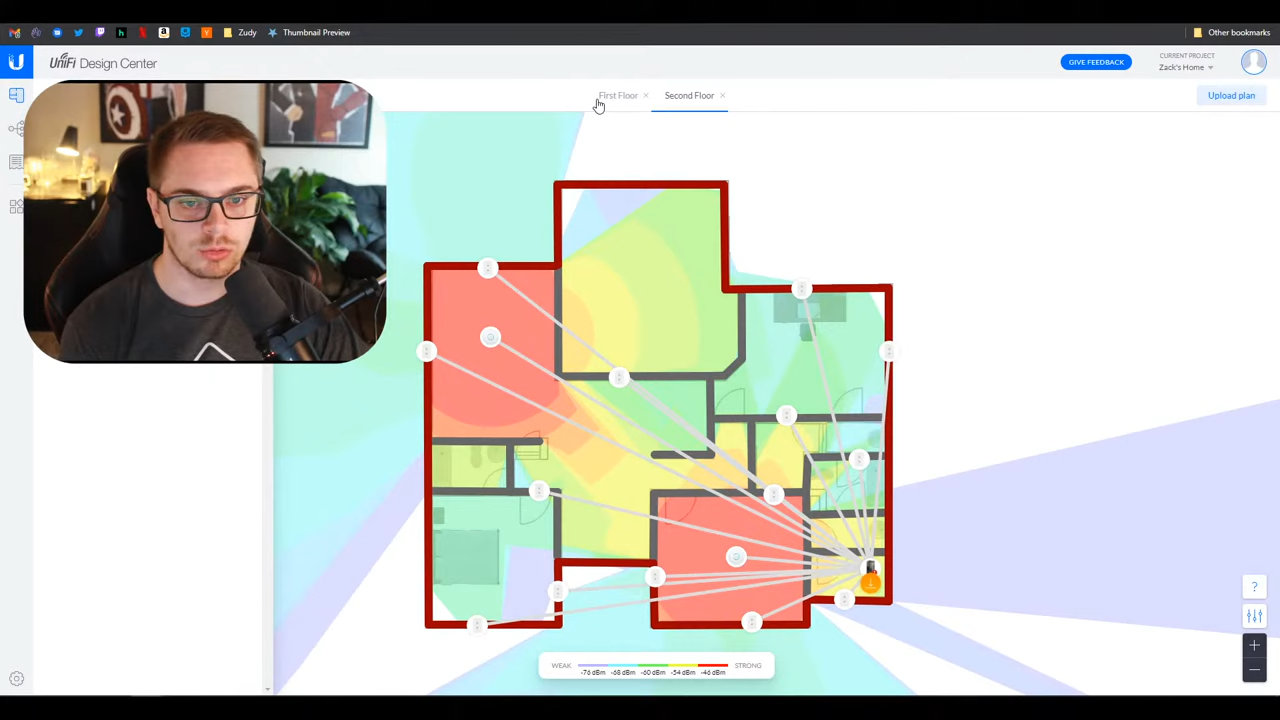 Zudy
Thumbnail Preview
Other bookmarks
UniFi Design Center
GIVE FEEDBACK
CURRENT PROJECT
Zack's Home
First Floor
Second Floor
Upload plan
WEAK
-76 dBm
-68 dBm
-60 dBm
-54 dBm
-46 dBm
STRONG